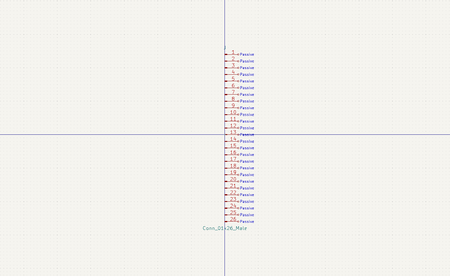 J
1 Passive
2 Passive
3 Passive
4 Passive
5 Passive
6 Passive
7 Passive
8 Passive
9 Passive
10 Passive
11 Passive
12 Passive
13 Passive
14 Passive
15 Passive
16 Passive
17 Passive
18 Passive
19 Passive
20 Passive
21 Passive
22 Passive
23 Passive
24 Passive
25 Passive
26 Passive
Conn_01x26_Male